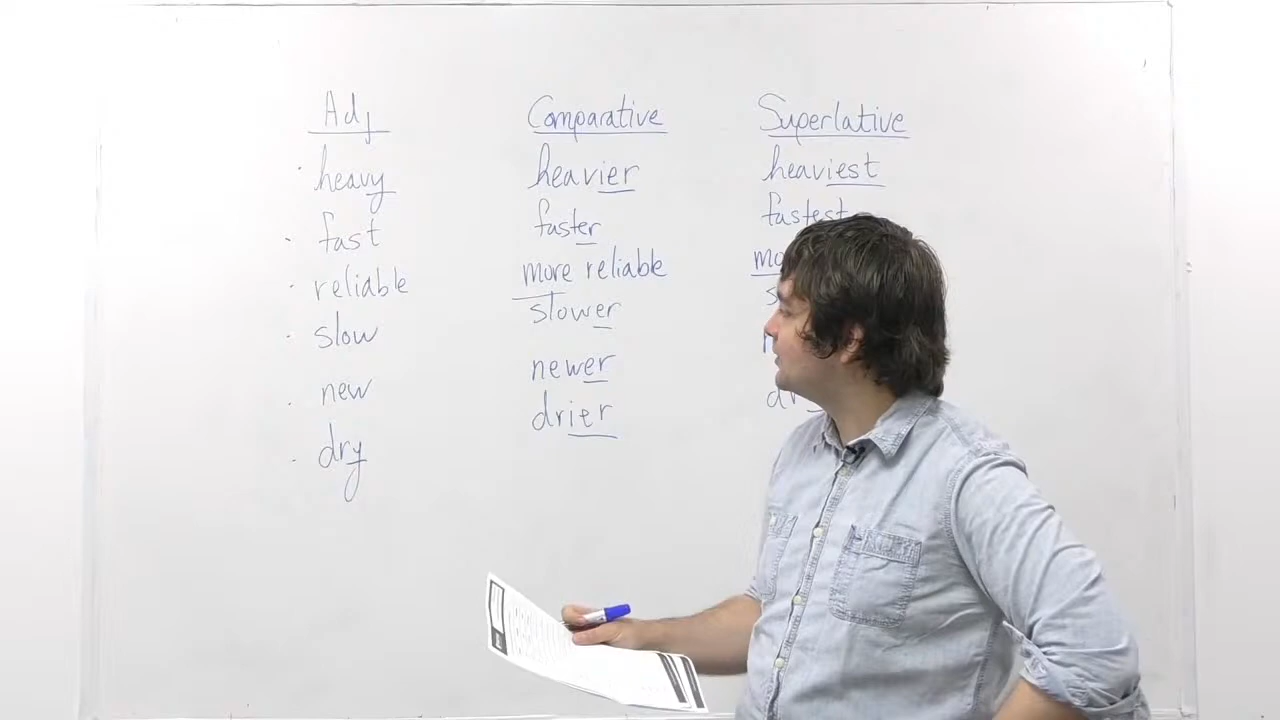 Adj Comparative Superlative
heavy heavier heaviest
fast faster fastest
reliable more reliable
slow slower
new newer
dry drier